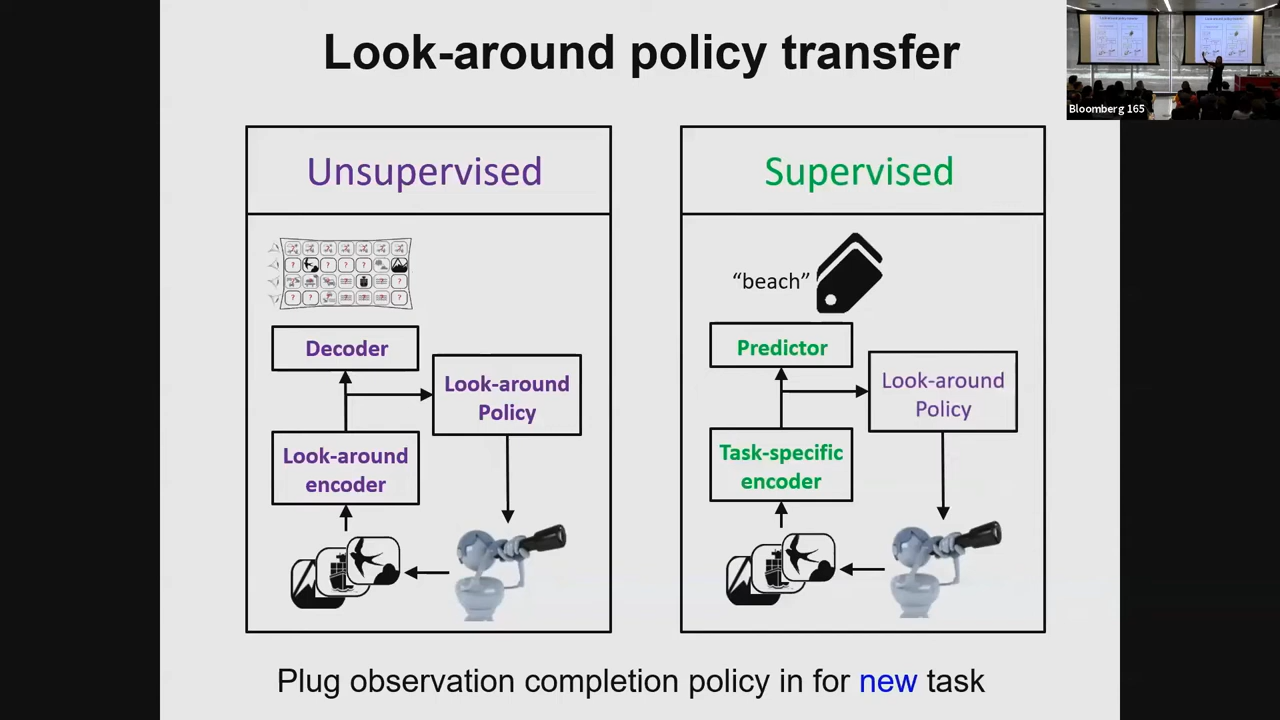 Look-around policy transfer
Bloomberg 165
Unsupervised
Decoder
Look-around
Policy
Look-around
encoder
Supervised
“beach”
Predictor
Look-around
Policy
Task-specific
encoder
Plug observation completion policy in for new task